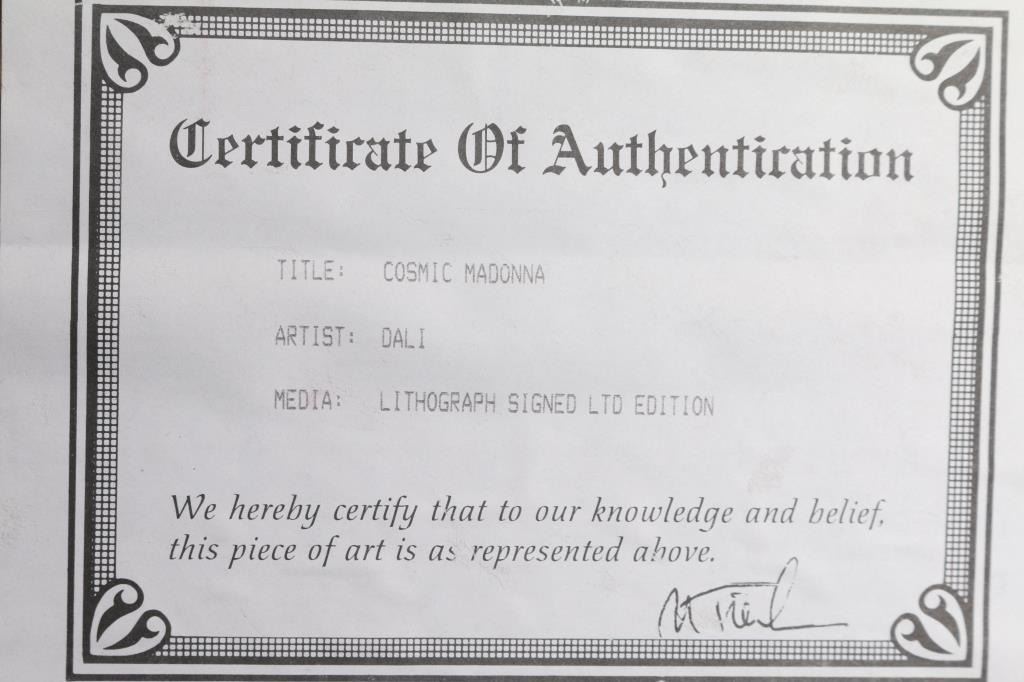 Certificate Of Authentication
TITLE: COSMIC MADONNA
ARTIST: DALI
MEDIA: LITHOGRAPH SIGNED LTD EDITION
We hereby certify that to our knowledge and belief,
this piece of art is as represented above.